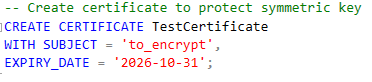 -- Create certificate to protect symmetric key
CREATE CERTIFICATE TestCertificate
WITH SUBJECT = 'to_encrypt',
EXPIRY_DATE = '2026-10-31';